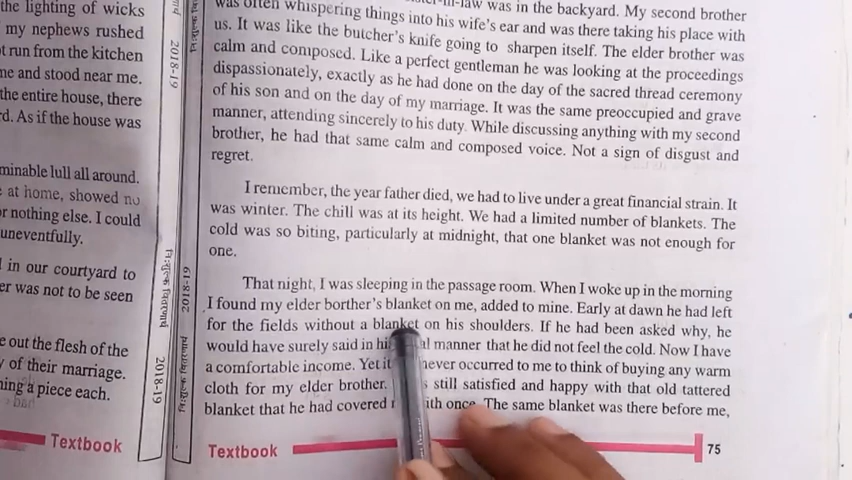 the lighting of wicks
my nephews rushed
t run from the kitchen
me and stood near me.
the entire house, there
d. As if the house was
minable lull all around.
at home, showed no
or nothing else. I could
uneventfully.
in our courtyard to
er was not to be seen
e out the flesh of the
of their marriage.
ning a piece each.
Textbook
2018-19
2018-19
2018-19
was in the backyard. My second brother
was often whispering things into his wife's ear and was there taking his place with
us. It was like the butcher's knife going to sharpen itself. The elder brother was
calm and composed. Like a perfect gentleman he was looking at the proceedings
dispassionately, exactly as he had done on the day of the sacred thread ceremony
of his son and on the day of my marriage. It was the same preoccupied and grave
manner, attending sincerely to his duty. While discussing anything with my second
brother, he had that same calm and composed voice. Not a sign of disgust and
regret.
I remember, the year father died, we had to live under a great financial strain. It
was winter. The chill was at its height. We had a limited number of blankets. The
cold was so biting, particularly at midnight, that one blanket was not enough for
one.
That night, I was sleeping in the passage room. When I woke up in the morning
I found my elder borther's blanket on me, added to mine. Early at dawn he had left
for the fields without a blanket on his shoulders. If he had been asked why, he
would have surely said in manner that he did not feel the cold. Now I have
a comfortable income. Yet it never occurred to me to think of buying any warm
cloth for my elder brother. still satisfied and happy with that old tattered
blanket that he had covered with once. The same blanket was there before me,
Textbook 75